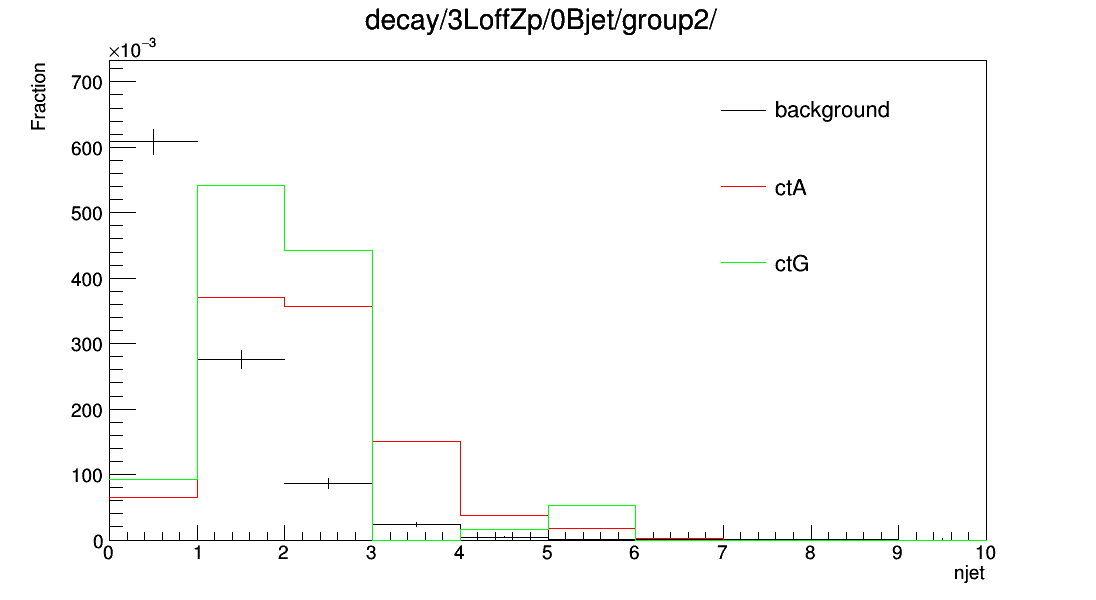 decay/3LoffZp/0Bjet/group2/
×10⁻³
Fraction
700
600
500
400
300
200
100
0
background
ctA
ctG
0 1 2 3 4 5 6 7 8 9 10
njet